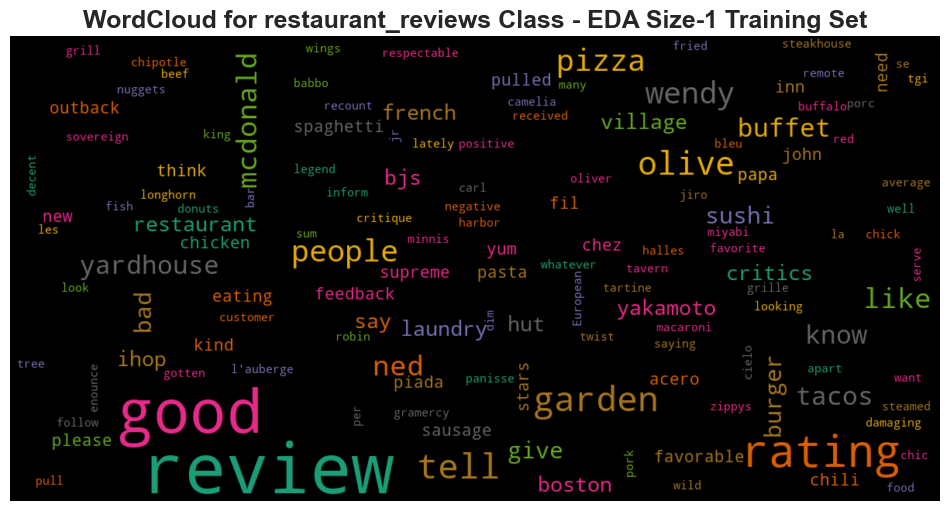 WordCloud for restaurant_reviews Class - EDA Size-1 Training Set
grill
wings
respectable
fried
steakhouse
chipotle
beef
nuggets
mcdonald
babbo
pulled
many
pizza
need
se
tgi
remote
inn
outback
recount
camelia
received
french
wendy
buffalo
porc
sovereign
king
spaghetti
jr
lately
positive
village
buffet
bleu
red
john
decent
think
legend
bjs
olive
papa
longhorn
bar
inform
carl
oliver
jiro
average
fish
donuts
new
les
restaurant
chicken
critique
negative
harbor
fil
sushi
miyabi
favorite
well
la
chick
sum
minnis
people
yum
chez
halles
serve
yardhouse
supreme
pasta
whatever
tavern
critics
grille
look
eating
feedback
European
tartine
looking
like
customer
bad
say
laundry
dim
hut
yakamoto
macaroni
know
robin
twist
saying
kind
ihop
tree
gotten
l'auberge
ned
piada
panisse
stars
acero
cielo
apart
want
enounce
good
per
gramercy
garden
zippys
burger
tacos
steamed
damaging
follow
please
sausage
give
pork
favorable
rating
chic
review
tell
pull
boston
wild
chili
food